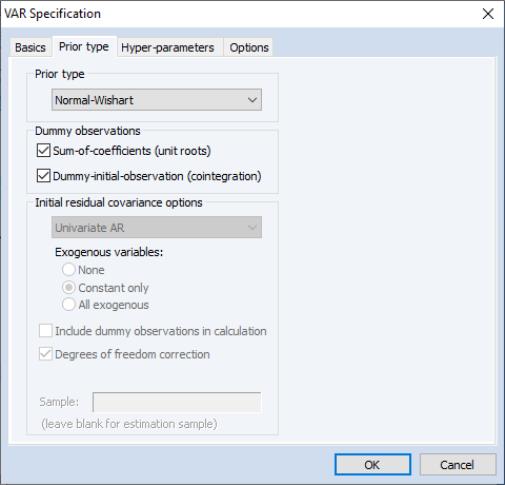 VAR Specification
Basics Prior type Hyper-parameters Options
Prior type
Normal-Wishart
Dummy observations
Sum-of-coefficients (unit roots)
Dummy-initial-observation (cointegration)
Initial residual covariance options
Univariate AR
Exogenous variables:
None
Constant only
All exogenous
Include dummy observations in calculation
Degrees of freedom correction
Sample:
(leave blank for estimation sample)
OK Cancel